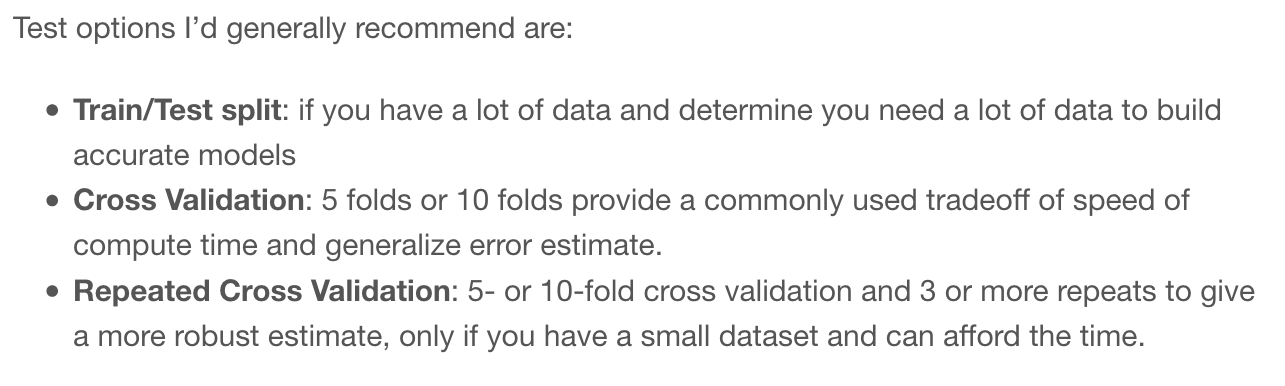 Test options I'd generally recommend are:
• Train/Test split: if you have a lot of data and determine you need a lot of data to build
accurate models
• Cross Validation: 5 folds or 10 folds provide a commonly used tradeoff of speed of
compute time and generalize error estimate.
• Repeated Cross Validation: 5- or 10-fold cross validation and 3 or more repeats to give
a more robust estimate, only if you have a small dataset and can afford the time.